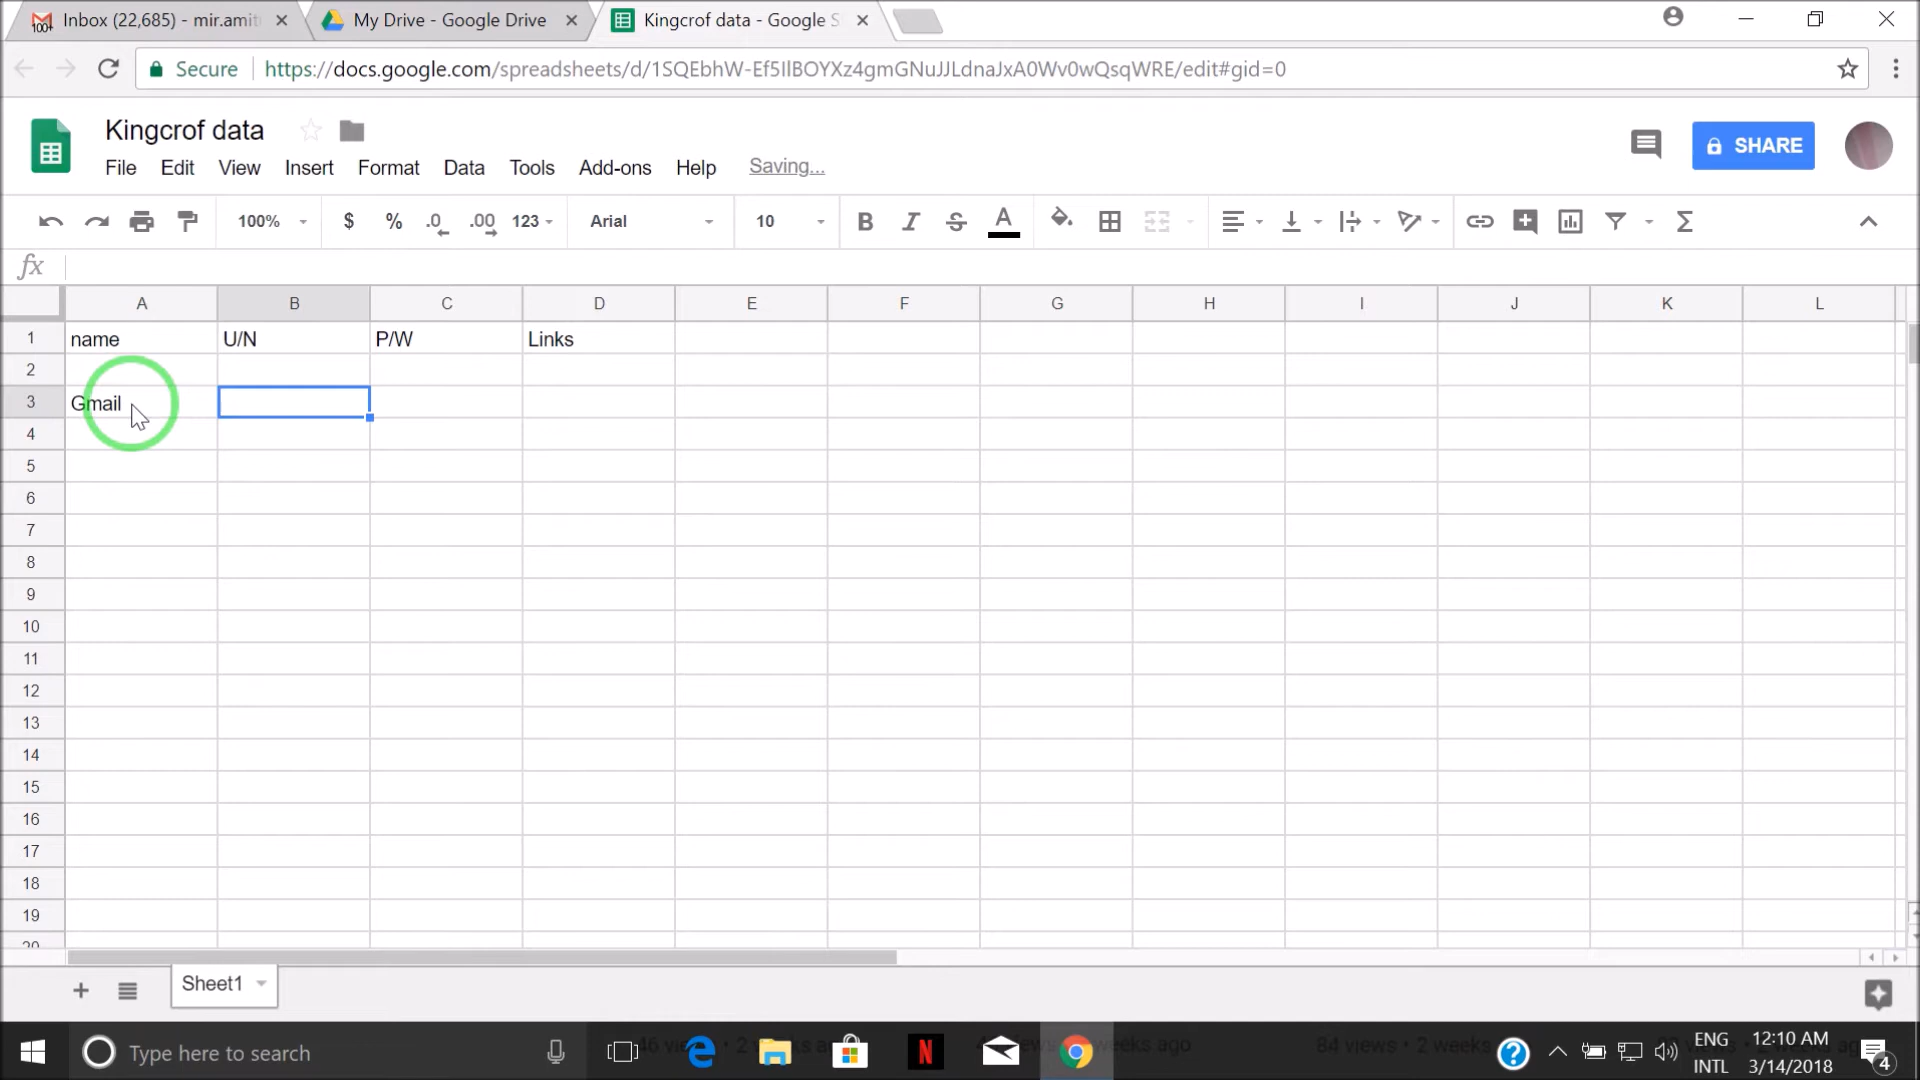 Inbox (22,685) - mir.amit
My Drive - Google Drive
Kingcrof data - Google S
Secure
https://docs.google.com/spreadsheets/d/1SQEbhW-Ef5IlBOYXz4gmGNuJJLdnaJxA0Wv0wQsqWRE/edit#gid=0
Kingcrof data
File Edit View Insert Format Data Tools Add-ons Help Saving...
SHARE
100% $ % .0 .00 123 Arial 10 B I S A
fx
A B C D E F G H I J K L
1 name U/N P/W Links
2
3 Gmail
4
5
6
7
8
9
10
11
12
13
14
15
16
17
18
19
20
Sheet1
Type here to search
ENG
INTL
12:10 AM
3/14/2018
4